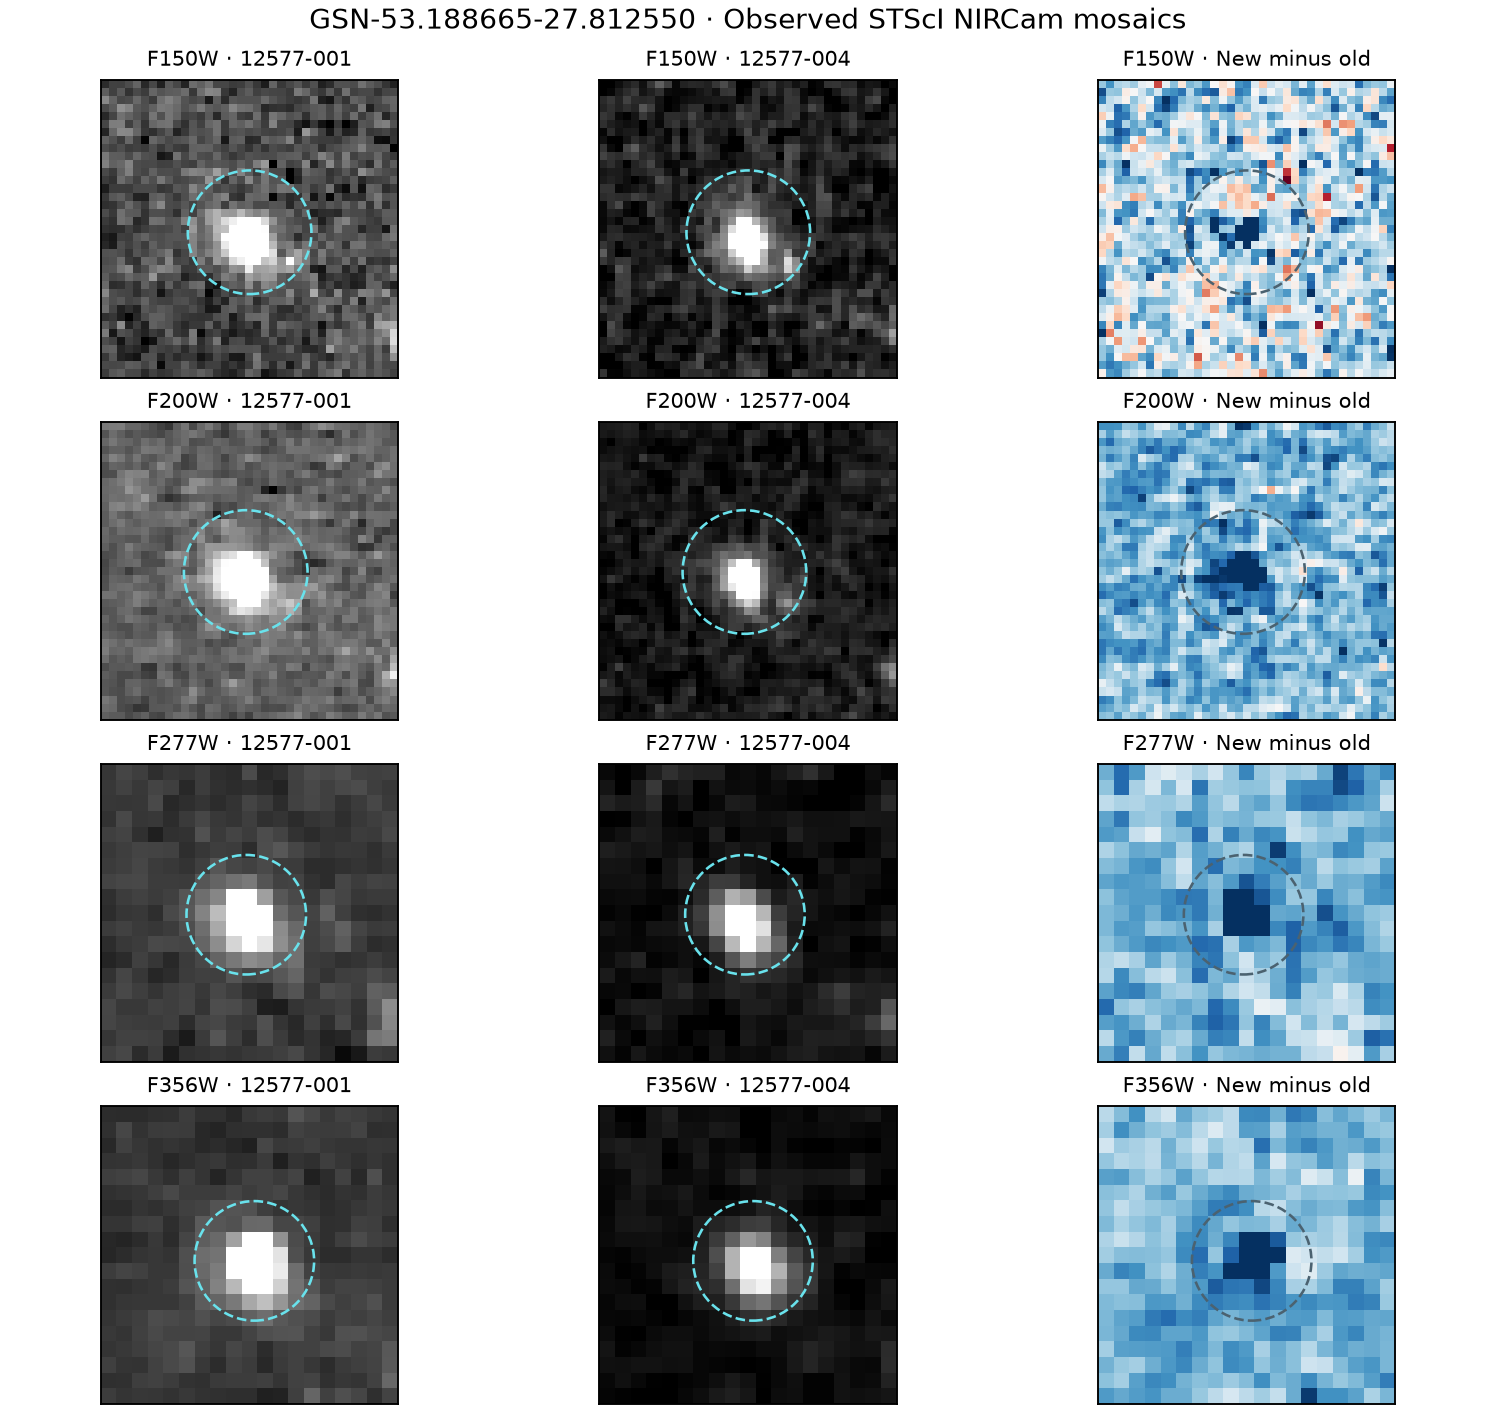 GSN-53.188665-27.812550 · Observed STScI NIRCam mosaics
F150W · 12577-001
F150W · 12577-004
F150W · New minus old
F200W · 12577-001
F200W · 12577-004
F200W · New minus old
F277W · 12577-001
F277W · 12577-004
F277W · New minus old
F356W · 12577-001
F356W · 12577-004
F356W · New minus old